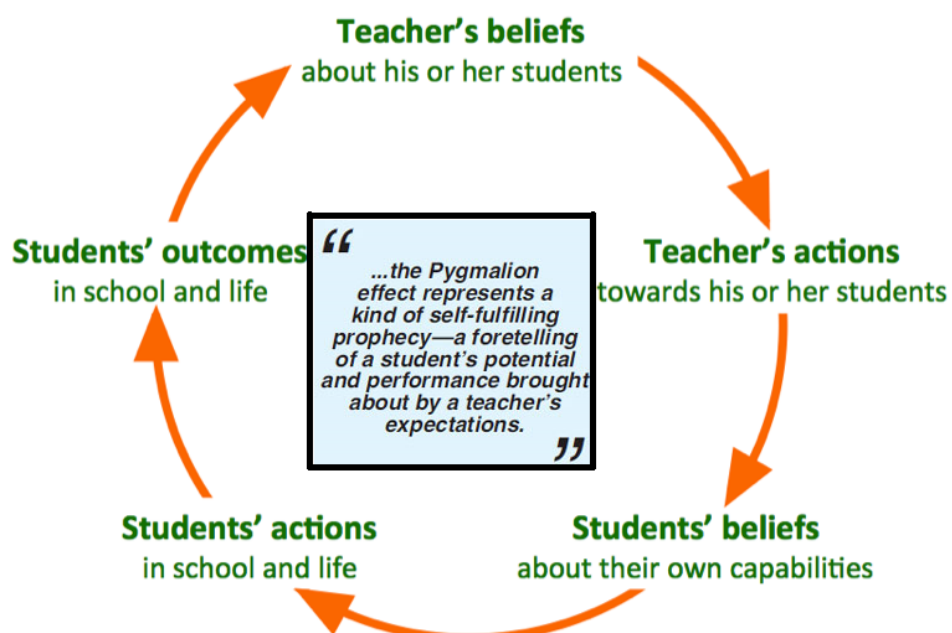 Teacher’s beliefs
about his or her students
Teacher’s actions
towards his or her students
Students’ beliefs
about their own capabilities
Students’ actions
in school and life
Students’ outcomes
in school and life
“
...the Pygmalion
effect represents a
kind of self-fulfilling
prophecy—a foretelling
of a student’s potential
and performance brought
about by a teacher’s
expectations.
”